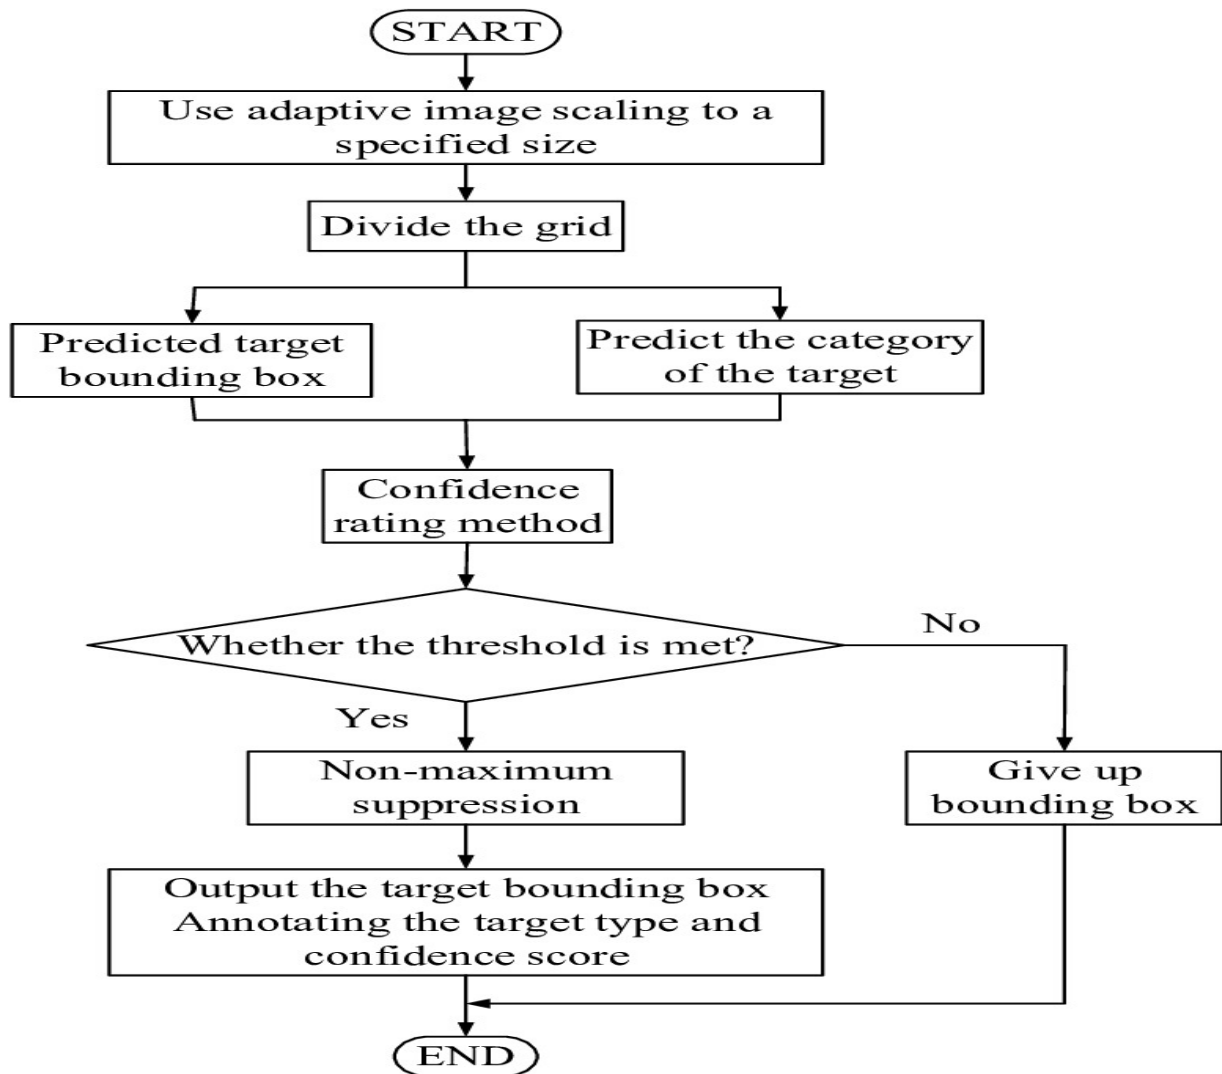 START
Use adaptive image scaling to a
specified size
Divide the grid
Predicted target
bounding box
Predict the category
of the target
Confidence
rating method
Whether the threshold is met?
No
Yes
Non-maximum
suppression
Give up
bounding box
Output the target bounding box
Annotating the target type and
confidence score
END